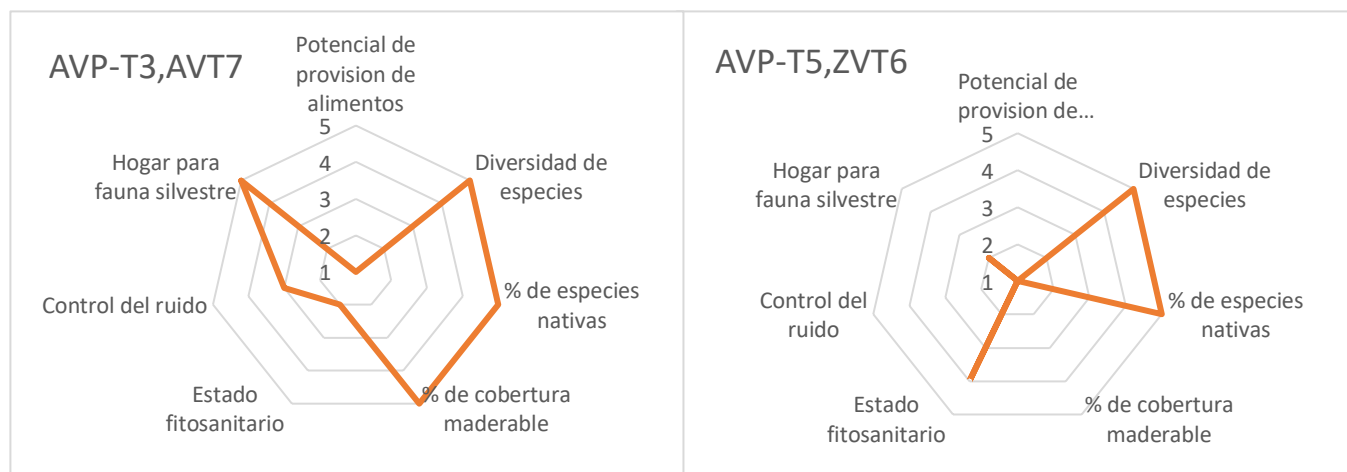 AVP-T3,AVT7
Potencial de
provision de
alimentos
5
4
3
2
1
Diversidad de
especies
% de especies
nativas
% de cobertura
maderable
Estado
fitosanitario
Control del ruido
Hogar para
fauna silvestre
AVP-T5,ZVT6
Potencial de
provision de...
5
4
3
2
1
Diversidad de
especies
% de especies
nativas
% de cobertura
maderable
Estado
fitosanitario
Control del
ruido
Hogar para
fauna silvestre